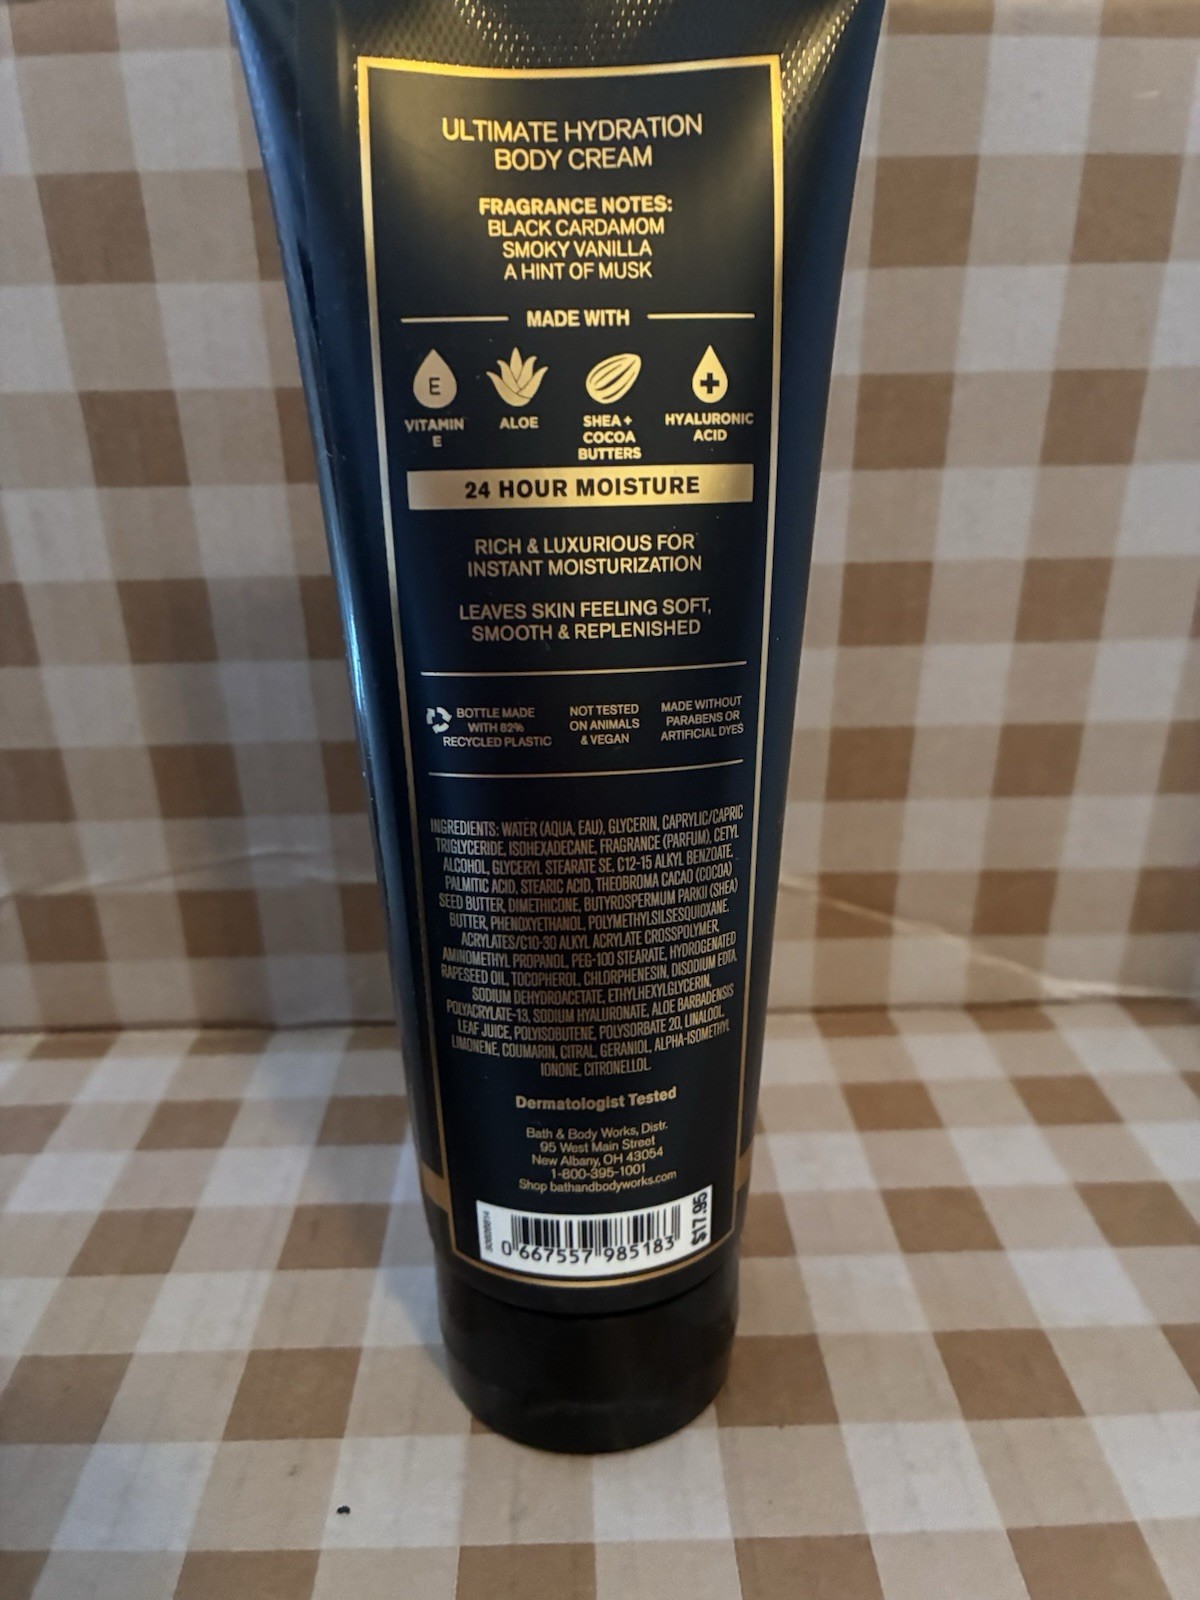 ULTIMATE HYDRATION
BODY CREAM
FRAGRANCE NOTES:
BLACK CARDAMOM
SMOKY VANILLA
A HINT OF MUSK
MADE WITH
E
VITAMIN
E
ALOE
SHEA +
COCOA
BUTTERS
HYALURONIC
ACID
24 HOUR MOISTURE
RICH & LUXURIOUS FOR
INSTANT MOISTURIZATION
LEAVES SKIN FEELING SOFT,
SMOOTH & REPLENISHED
BOTTLE MADE
WITH 82%
RECYCLED PLASTIC
NOT TESTED
ON ANIMALS
& VEGAN
MADE WITHOUT
PARABENS OR
ARTIFICIAL DYES
INGREDIENTS: WATER (AQUA, EAU), GLYCERIN, CAPRYLIC/CAPRIC
TRIGLYCERIDE, ISOHEXADECANE, FRAGRANCE (PARFUM), CETYL
ALCOHOL, GLYCERYL STEARATE SE, C12-15 ALKYL BENZOATE,
PALMITIC ACID, STEARIC ACID, THEOBROMA CACAO (COCOA)
SEED BUTTER, DIMETHICONE, BUTYROSPERMUM PARKII (SHEA)
BUTTER, PHENOXYETHANOL, POLYMETHYLSILSESQUIOXANE,
ACRYLATES/C10-30 ALKYL ACRYLATE CROSSPOLYMER,
AMINOMETHYL PROPANOL, PEG-100 STEARATE, HYDROGENATED
RAPESEED OIL, TOCOPHEROL, CHLORPHENESIN, DISODIUM EDTA,
SODIUM DEHYDROACETATE, ETHYLHEXYLGLYCERIN,
POLYACRYLATE-13, SODIUM HYALURONATE, ALOE BARBADENSIS
LEAF JUICE, POLYISOBUTENE, POLYSORBATE 20, LINALOOL,
LIMONENE, COUMARIN, CITRAL, GERANIOL, ALPHA-ISOMETHYL
IONONE, CITRONELLOL.
Dermatologist Tested
Bath & Body Works, Distr.
95 West Main Street
New Albany, OH 43054
1-800-395-1001
Shop bathandbodyworks.com
0 667557 985183
$17.95